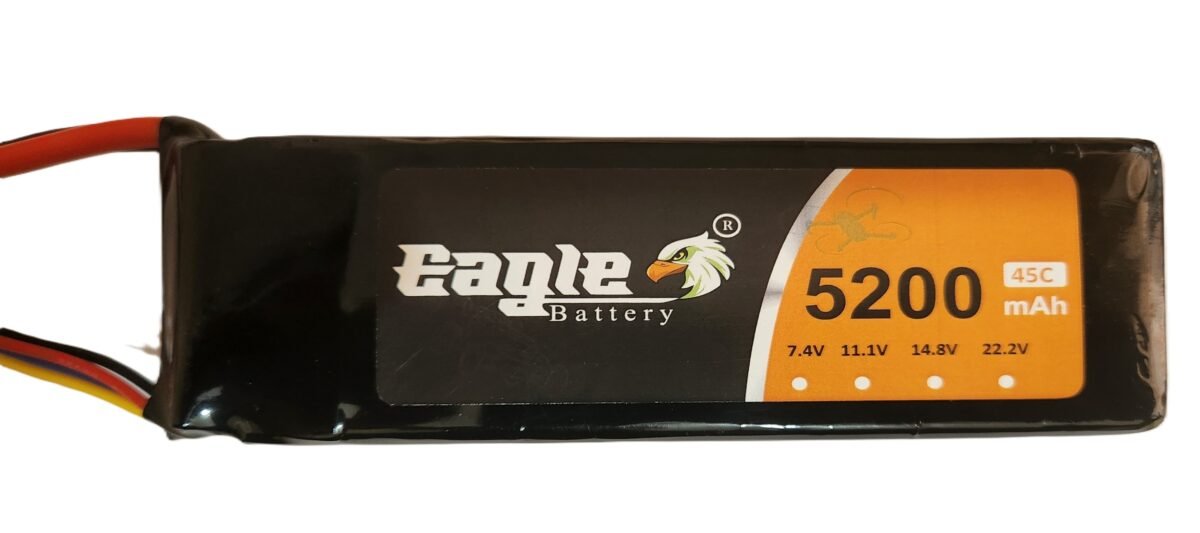 Eagle ®
Battery
5200 45C
mAh
7.4V 11.1V 14.8V 22.2V